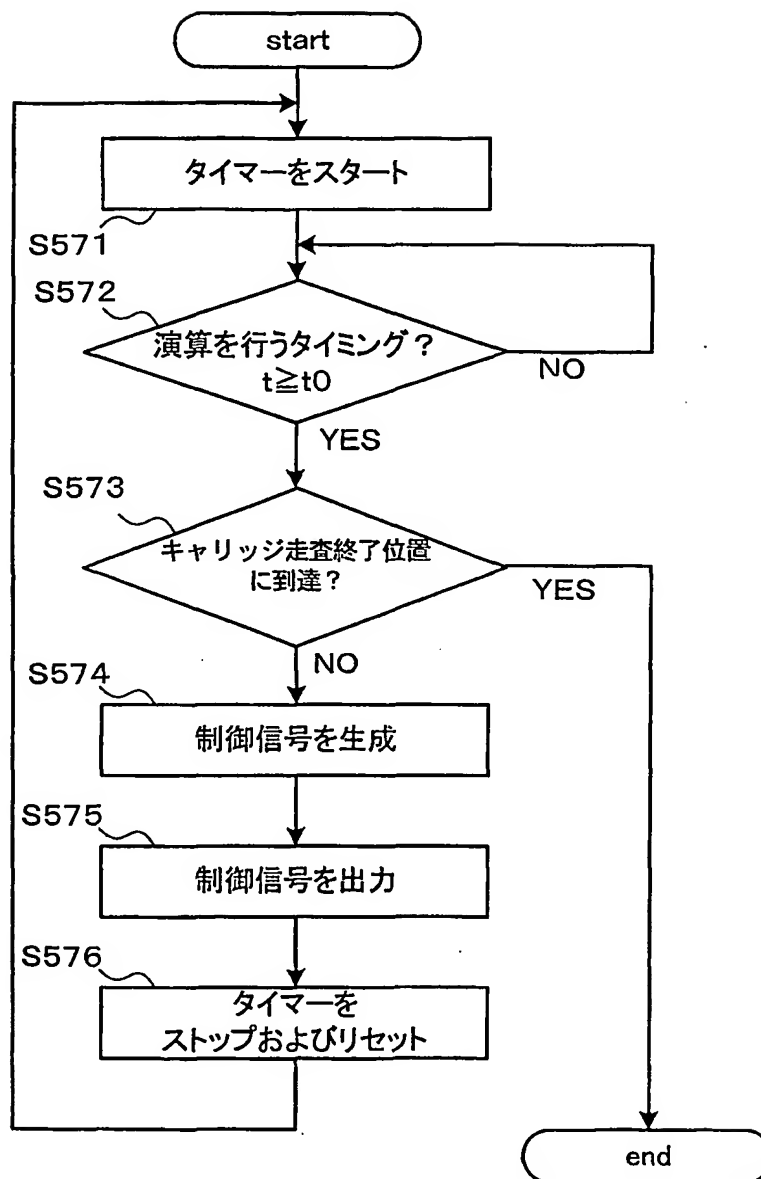 start
タイマーをスタート
S571
S572
演算を行うタイミング？
t≧t0
NO
YES
S573
キャリッジ走査終了位置
に到達？
YES
NO
S574
制御信号を生成
S575
制御信号を出力
S576
タイマーを
ストップおよびリセット
end